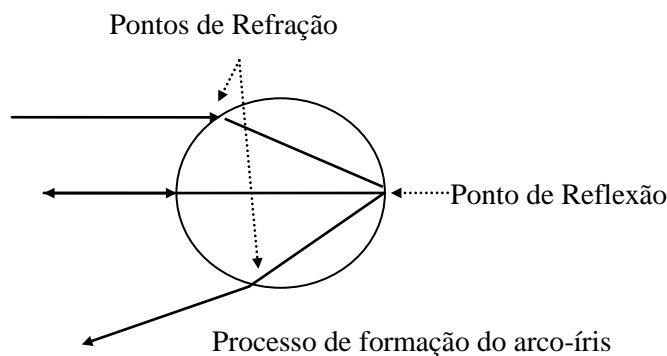 Pontos de Refração
Ponto de Reflexão
Processo de formação do arco-íris